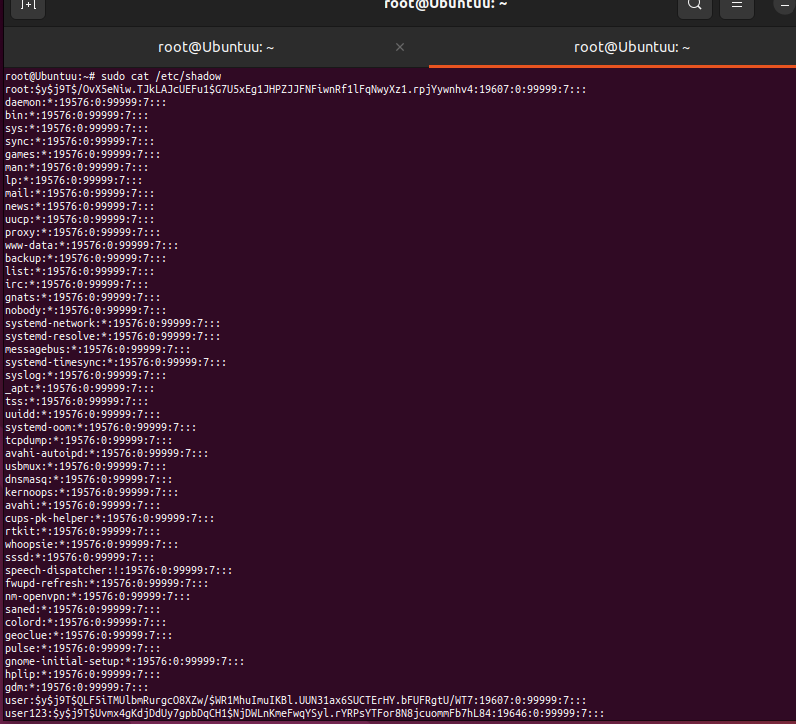 root@Ubuntuu: ~
root@Ubuntuu: ~
root@Ubuntuu: ~
root@Ubuntuu:~# sudo cat /etc/shadow
root:$y$j9T$/OvX5eNiw.TJkLAJcUEFu1$G7U5xEg1JHPZJJFNFiwnRf1lFqNwyXz1.rpjYywnhv4:19607:0:99999:7:::
daemon:*:19576:0:99999:7:::
bin:*:19576:0:99999:7:::
sys:*:19576:0:99999:7:::
sync:*:19576:0:99999:7:::
games:*:19576:0:99999:7:::
man:*:19576:0:99999:7:::
lp:*:19576:0:99999:7:::
mail:*:19576:0:99999:7:::
news:*:19576:0:99999:7:::
uucp:*:19576:0:99999:7:::
proxy:*:19576:0:99999:7:::
www-data:*:19576:0:99999:7:::
backup:*:19576:0:99999:7:::
list:*:19576:0:99999:7:::
irc:*:19576:0:99999:7:::
gnats:*:19576:0:99999:7:::
nobody:*:19576:0:99999:7:::
systemd-network:*:19576:0:99999:7:::
systemd-resolve:*:19576:0:99999:7:::
messagebus:*:19576:0:99999:7:::
systemd-timesync:*:19576:0:99999:7:::
syslog:*:19576:0:99999:7:::
_apt:*:19576:0:99999:7:::
tss:*:19576:0:99999:7:::
uuidd:*:19576:0:99999:7:::
systemd-oom:*:19576:0:99999:7:::
tcpdump:*:19576:0:99999:7:::
avahi-autoipd:*:19576:0:99999:7:::
usbmux:*:19576:0:99999:7:::
dnsmasq:*:19576:0:99999:7:::
kernoops:*:19576:0:99999:7:::
avahi:*:19576:0:99999:7:::
cups-pk-helper:*:19576:0:99999:7:::
rtkit:*:19576:0:99999:7:::
whoopsie:*:19576:0:99999:7:::
sssd:*:19576:0:99999:7:::
speech-dispatcher:!:19576:0:99999:7:::
fwupd-refresh:*:19576:0:99999:7:::
nm-openvpn:*:19576:0:99999:7:::
saned:*:19576:0:99999:7:::
colord:*:19576:0:99999:7:::
geoclue:*:19576:0:99999:7:::
pulse:*:19576:0:99999:7:::
gnome-initial-setup:*:19576:0:99999:7:::
hplip:*:19576:0:99999:7:::
gdm:*:19576:0:99999:7:::
user:$y$j9T$QLF5iTMUlbmRurgcO8XZw/$WR1MhuImuIKBl.UUN31ax6SUCTErHY.bFUFRgtU/WT7:19607:0:99999:7:::
user123:$y$j9T$Uvmx4gKdjDdUy7gpbDqCH1$NjDWLnKmeFwqYSyl.rYRPsYTFor8N8jcuommFb7hL84:19646:0:99999:7:::